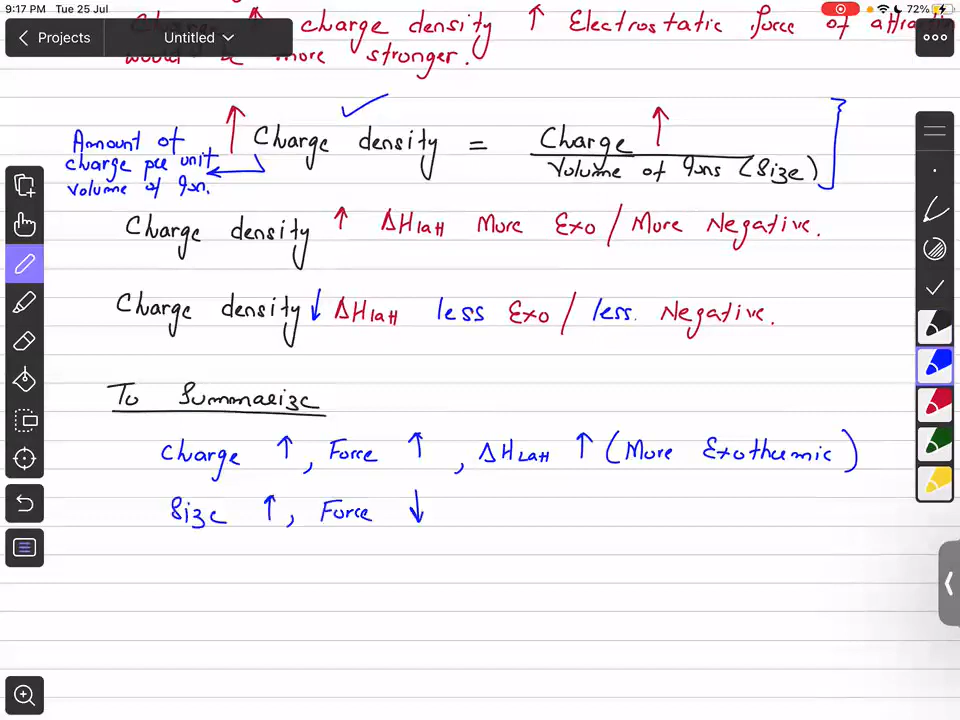 9:17 PM Tue 25 Jul 72%
Projects Untitled
charge density ↑ Electrostatic force of
more stronger.
Amount of charge per unit volume of Ion.
↑ Charge density = Charge ↑ / Volume of Ions (Size)
Charge density ↑ ΔHlatt More Exo / More Negative.
Charge density ↓ ΔHlatt less Exo / less Negative.
To Summarize
Charge ↑, Force ↑, ΔHLatt ↑ (More Exothermic)
Size ↑, Force ↓